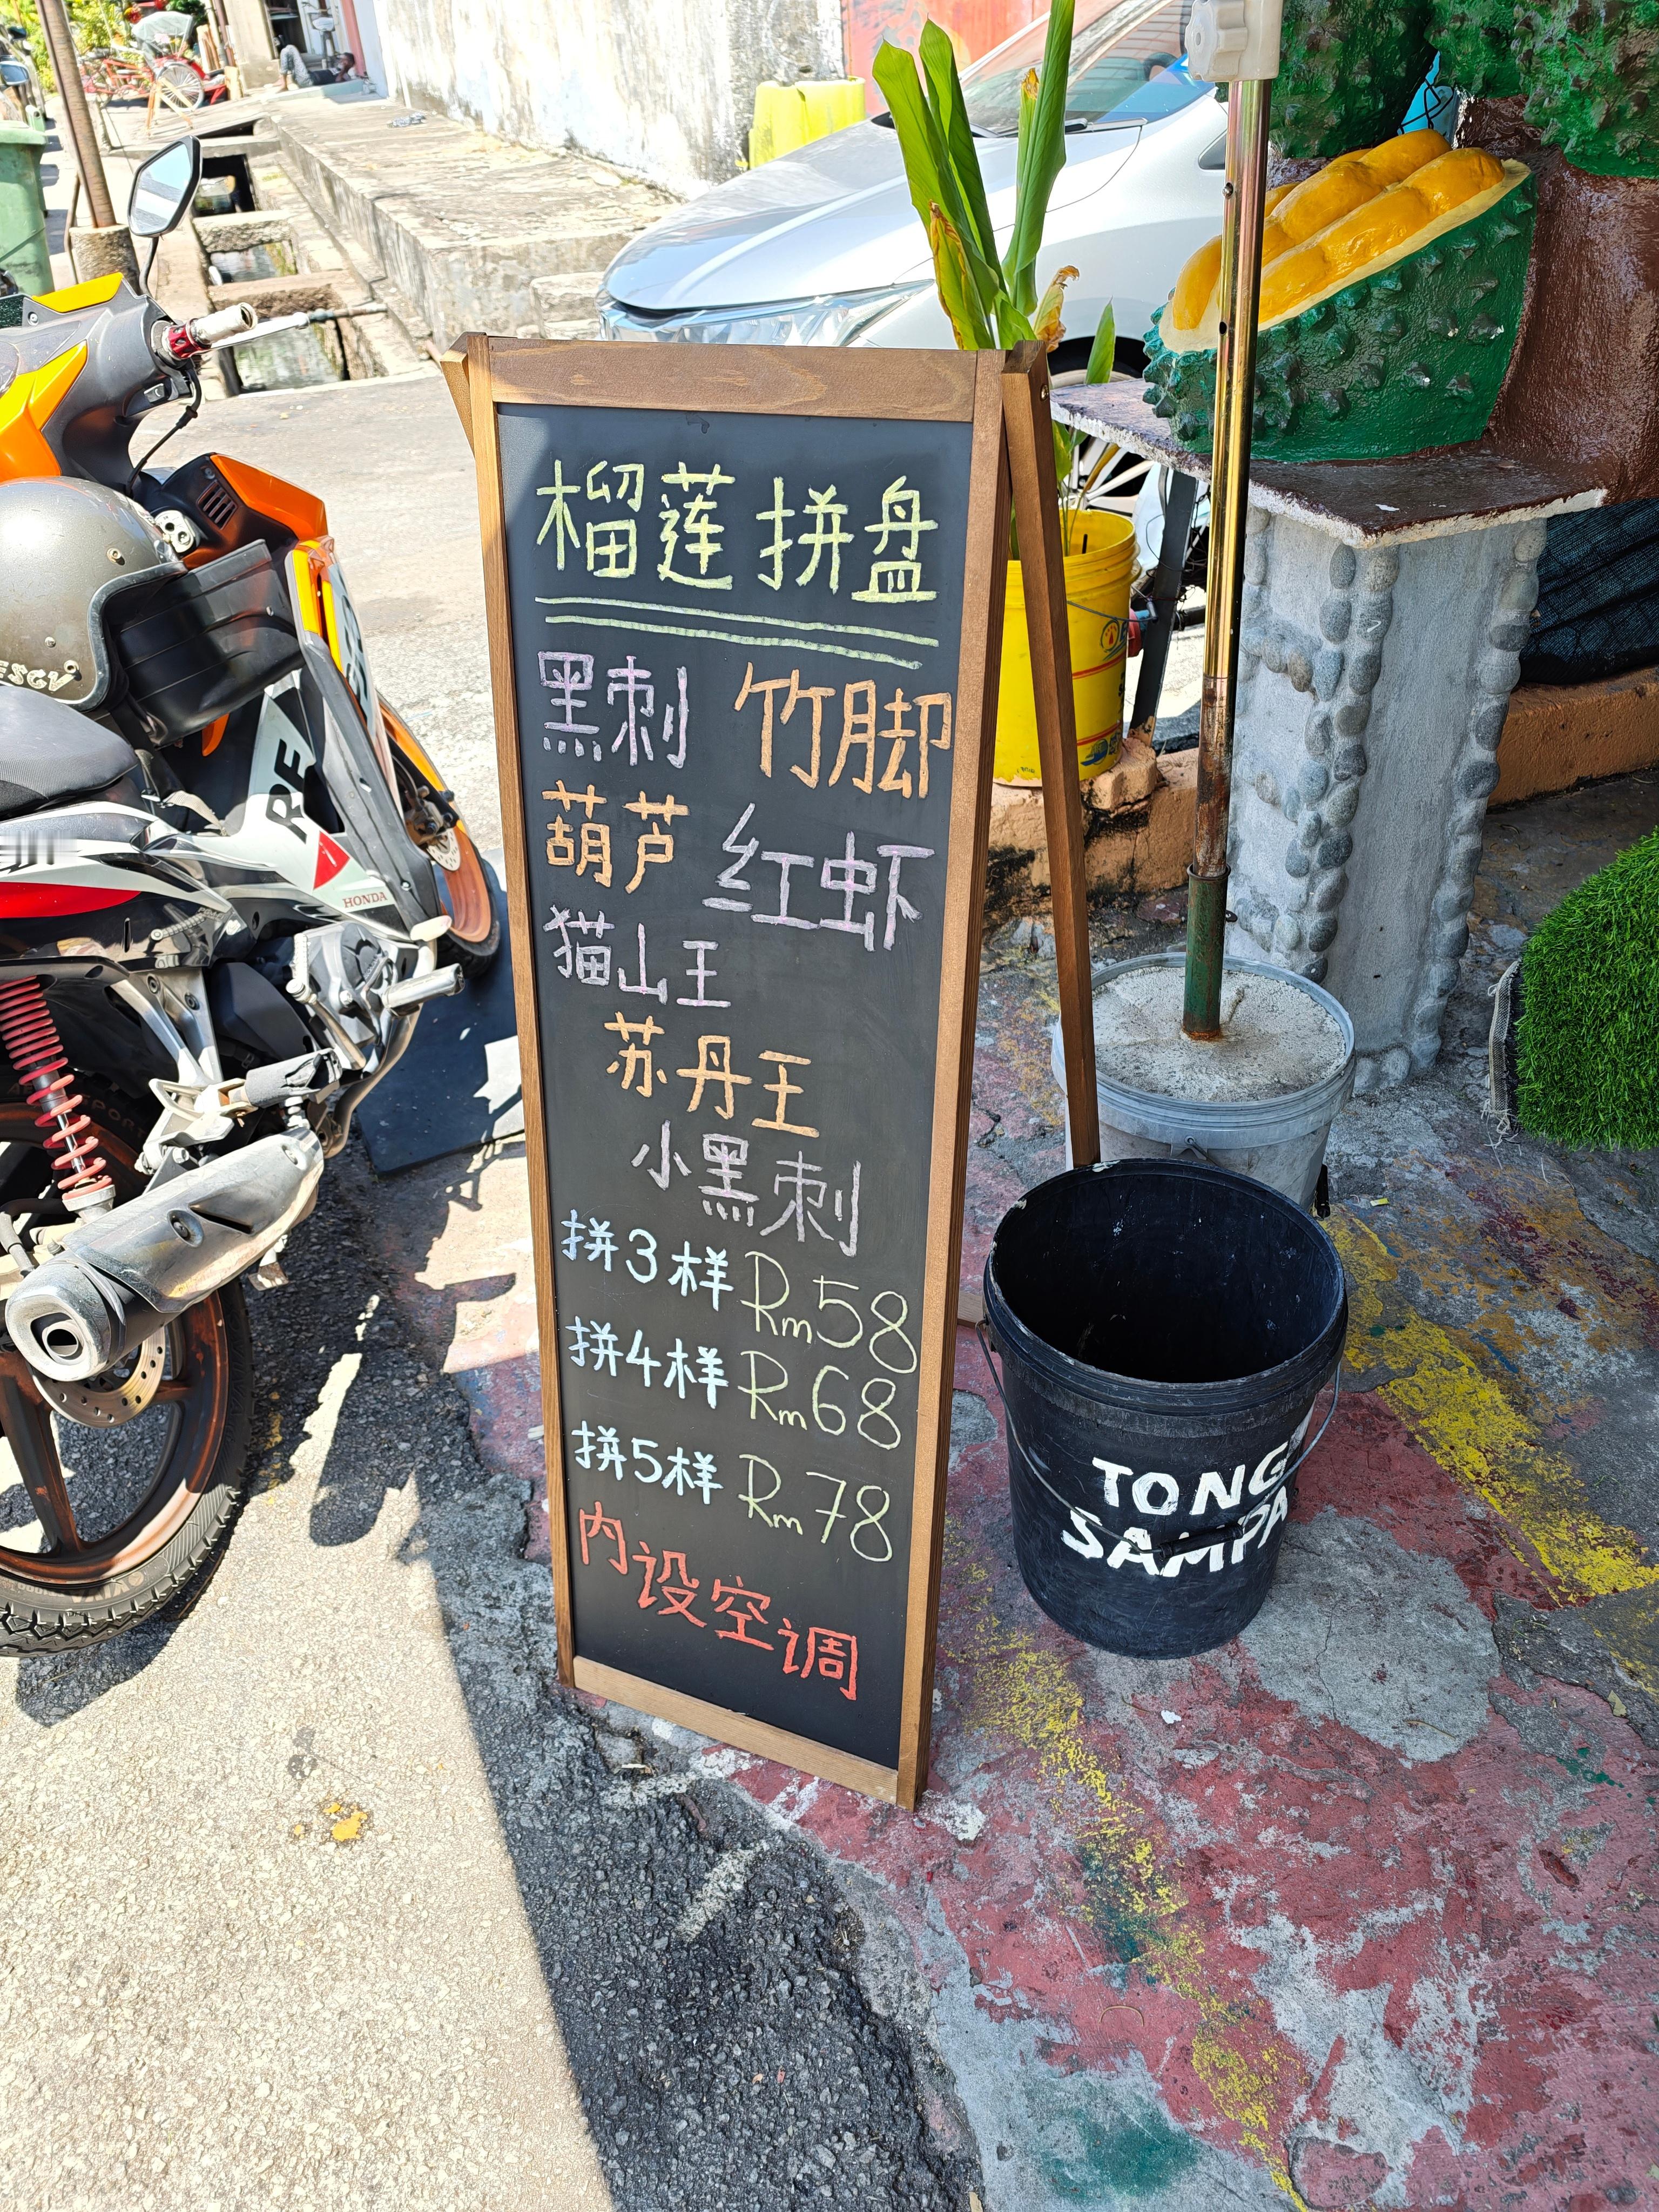 榴莲拼盘
黑刺 竹脚
葫芦 红虾
猫山王
苏丹王
小黑刺
拼3样 Rm58
拼4样 Rm68
拼5样 Rm78
内设空调
TONG
SAMPA
RE
HONDA